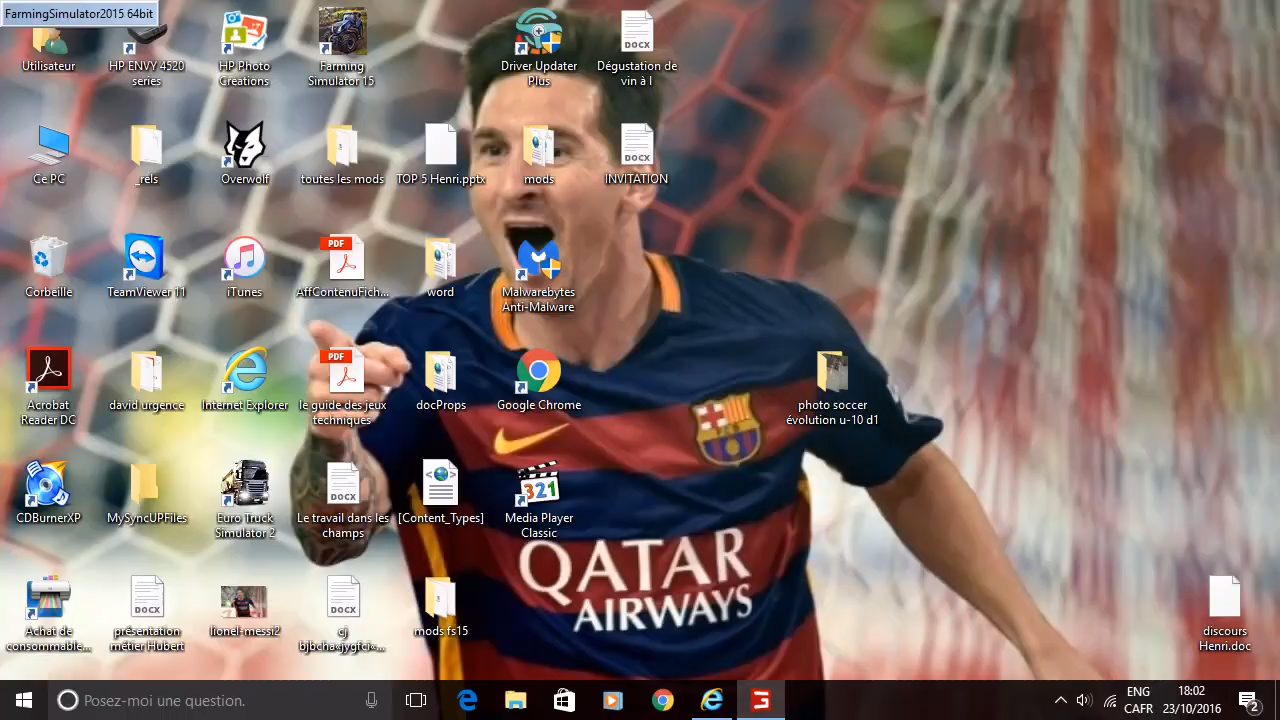 FarmingSimulator2015 64bit
Utilisateur
HP ENVY 4520
series
HP Photo
Creations
Farming
Simulator 15
Driver Updater
Plus
DOCX
Dégustation de
vin à l
Ce PC
_rels
Overwolf
toutes les mods
TOP 5 Henri.pptx
mods
DOCX
INVITATION
Corbeille
TeamViewer 11
iTunes
PDF
AffContenuFich...
word
Malwarebytes
Anti-Malware
Acrobat
Reader DC
david urgence
Internet Explorer
PDF
le guide des jeux
techniques
docProps
Google Chrome
photo soccer
évolution u-10 d1
CDBurnerXP
MySyncUPFiles
Euro Truck
Simulator 2
DOCX
Le travail dans les
champs
[Content_Types]
321
Media Player
Classic
QATAR
AIRWAYS
Achat de
consommable...
DOCX
présentation
métier Hubert
lionel-messi2
DOCX
cj
bjbcha«jygfcj«...
mods fs15
discours
Henri.doc
Posez-moi une question.
ENG
CAFR
18:32
23/10/2016
2